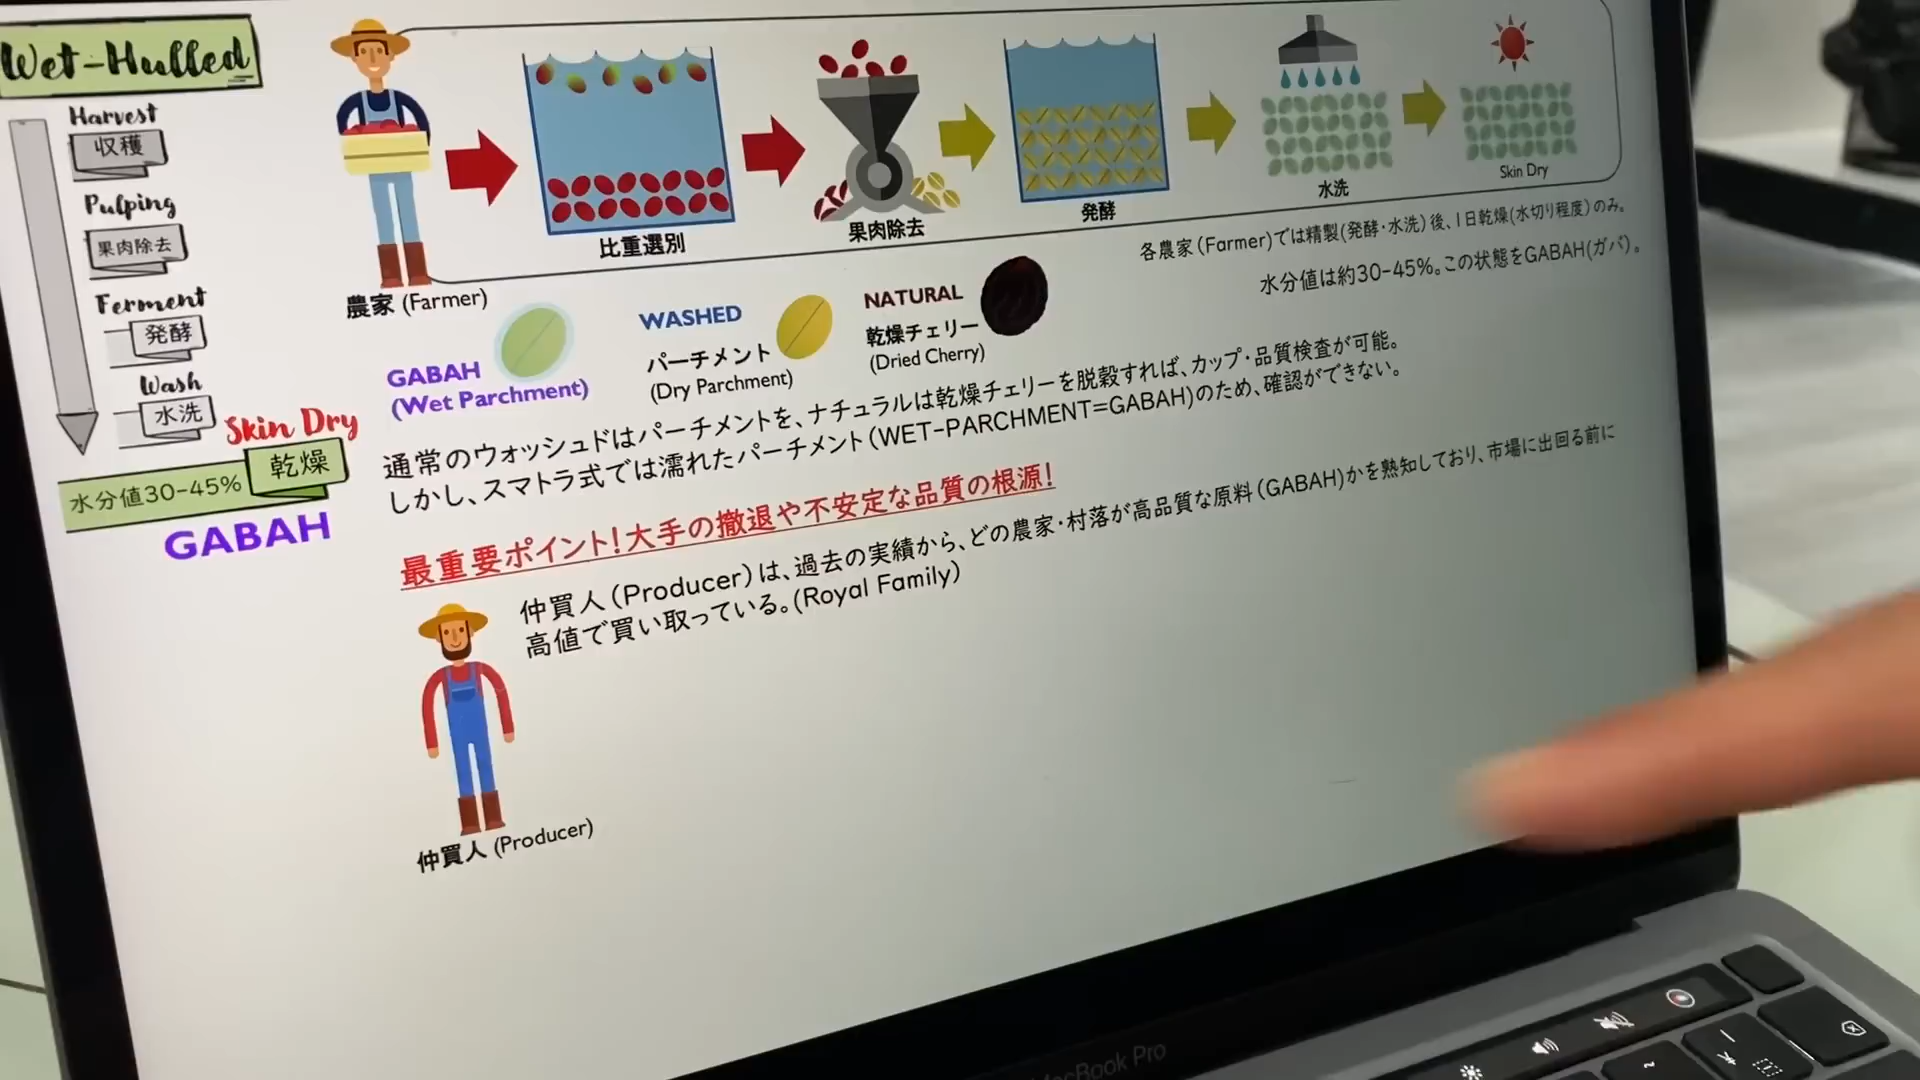 Wet-Hulled
Harvest
収穫
Pulping
果肉除去
Ferment
発酵
Wash
水洗
Skin Dry
乾燥
水分値30-45%
GABAH
農家 (Farmer)
比重選別
果肉除去
発酵
水洗
Skin Dry
各農家(Farmer)では精製(発酵・水洗)後、1日乾燥(水切り程度)のみ。
水分値は約30-45%。この状態をGABAH(ガバ)。
GABAH
(Wet Parchment)
WASHED
パーチメント
(Dry Parchment)
NATURAL
乾燥チェリー
(Dried Cherry)
通常のウォッシュドはパーチメントを、ナチュラルは乾燥チェリーを脱穀すれば、カップ・品質検査が可能。
しかし、スマトラ式では濡れたパーチメント(WET-PARCHMENT=GABAH)のため、確認ができない。
最重要ポイント!大手の撤退や不安定な品質の根源!
仲買人(Producer)は、過去の実績から、どの農家・村落が高品質な原料(GABAH)かを熟知しており、市場に出回る前に
高値で買い取っている。(Royal Family)
仲買人 (Producer)
MacBook Pro